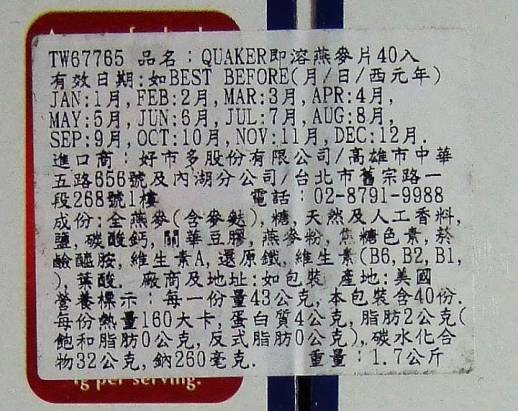 TW67765 品名：QUAKER即溶燕麥片40入
有效日期:如BEST BEFORE(月/日/西元年)
JAN:1月,FEB:2月,MAR:3月,APR:4月,
MAY:5月,JUN:6月,JUL:7月,AUG:8月,
SEP:9月,OCT:10月,NOV:11月,DEC:12月.
進口商：好市多股份有限公司/高雄市中華
五路656號及內湖分公司/台北市舊宗路一
段268號1樓 電話：02-8791-9988
成份:全燕麥(含麥麩),糖,天然及人工香料,
鹽,碳酸鈣,關華豆膠,燕麥粉,焦糖色素,菸
鹼醯胺,維生素A,還原鐵,維生素(B6,B2,B1,
),葉酸. 廠商及地址:如包裝 產地:美國
營養標示：每一份量43公克,本包裝含40份.
每份熱量160大卡,蛋白質4公克,脂肪2公克(
飽和脂肪0公克,反式脂肪0公克),碳水化合
物32公克,鈉260毫克. 重量：1.7公斤
per serving.